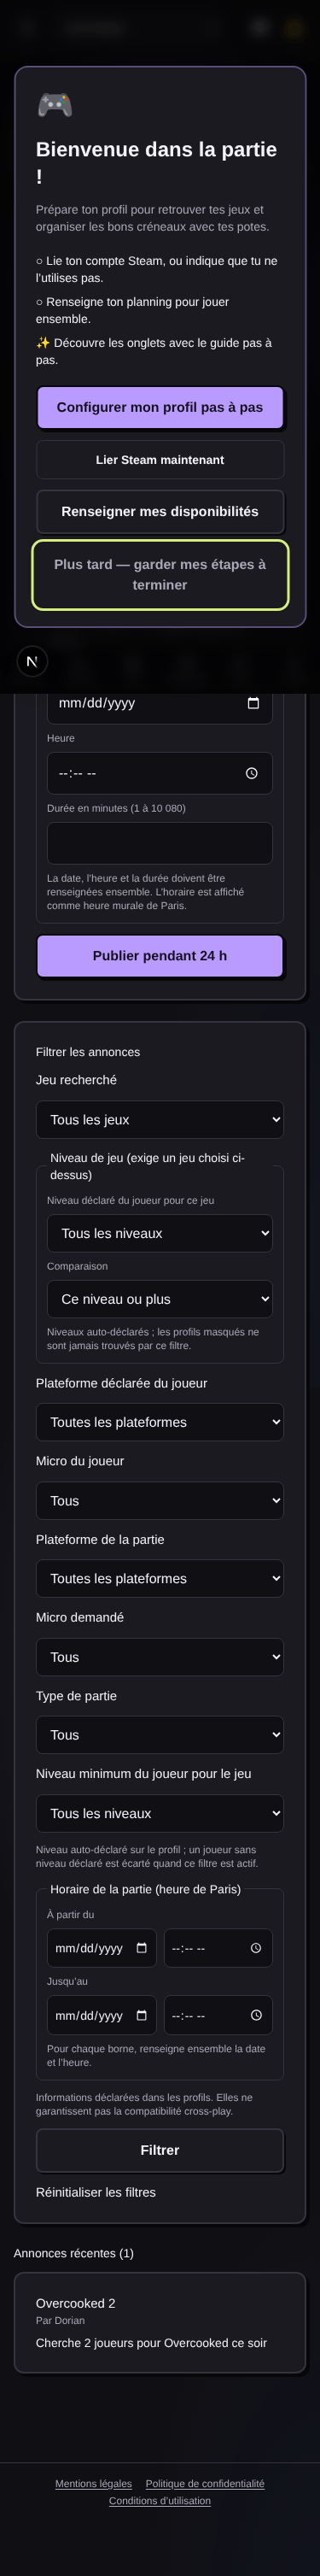 Bienvenue dans la partie
!
Prépare ton profil pour retrouver tes jeux et
organiser les bons créneaux avec tes potes.
○ Lie ton compte Steam, ou indique que tu ne
l'utilises pas.
○ Renseigne ton planning pour jouer
ensemble.
✨ Découvre les onglets avec le guide pas à
pas.
Configurer mon profil pas à pas
Lier Steam maintenant
Renseigner mes disponibilités
Plus tard — garder mes étapes à
terminer
N
mm/dd/yyyy
Heure
--:-- --
Durée en minutes (1 à 10 080)
La date, l'heure et la durée doivent être
renseignées ensemble. L'horaire est affiché
comme heure murale de Paris.
Publier pendant 24 h
Filtrer les annonces
Jeu recherché
Tous les jeux
Niveau de jeu (exige un jeu choisi ci-
dessus)
Niveau déclaré du joueur pour ce jeu
Tous les niveaux
Comparaison
Ce niveau ou plus
Niveaux auto-déclarés ; les profils masqués ne
sont jamais trouvés par ce filtre.
Plateforme déclarée du joueur
Toutes les plateformes
Micro du joueur
Tous
Plateforme de la partie
Toutes les plateformes
Micro demandé
Tous
Type de partie
Tous
Niveau minimum du joueur pour le jeu
Tous les niveaux
Niveau auto-déclaré sur le profil ; un joueur sans
niveau déclaré est écarté quand ce filtre est actif.
Horaire de la partie (heure de Paris)
À partir du
mm/dd/yyyy --:-- --
Jusqu'au
mm/dd/yyyy --:-- --
Pour chaque borne, renseigne ensemble la date
et l'heure.
Informations déclarées dans les profils. Elles ne
garantissent pas la compatibilité cross-play.
Filtrer
Réinitialiser les filtres
Annonces récentes (1)
Overcooked 2
Par Dorian
Cherche 2 joueurs pour Overcooked ce soir
Mentions légales Politique de confidentialité
Conditions d'utilisation